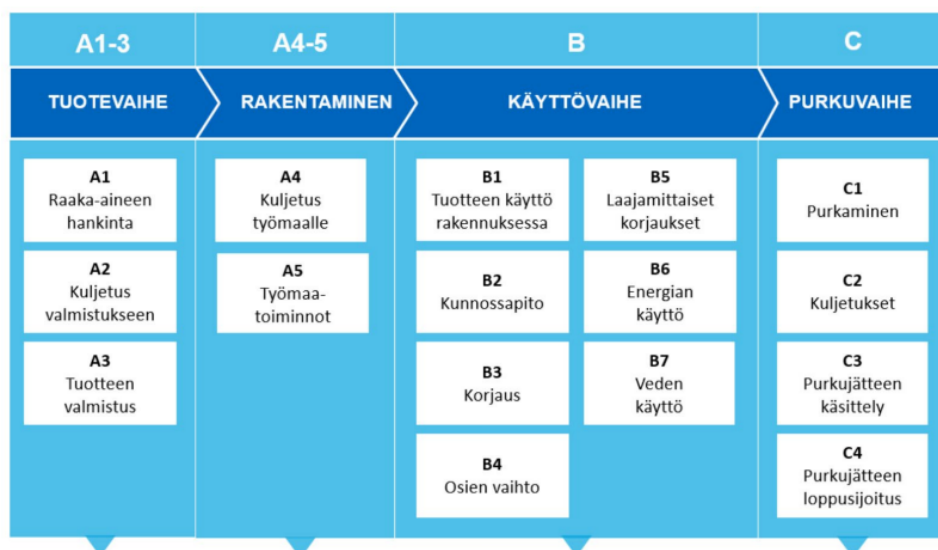 A1-3
A4-5
B
C
TUOTEVAIHE
RAKENTAMINEN
KÄYTTÖVAIHE
PURKUVAIHE
A1
Raaka-aineen
hankinta
A2
Kuljetus
valmistukseen
A3
Tuotteen
valmistus
A4
Kuljetus
työmaalle
A5
Työmaa-
toiminnot
B1
Tuotteen käyttö
rakennuksessa
B2
Kunnossapito
B3
Korjaus
B4
Osien vaihto
B5
Laajamittaiset
korjaukset
B6
Energian
käyttö
B7
Veden
käyttö
C1
Purkaminen
C2
Kuljetukset
C3
Purkujätteen
käsittely
C4
Purkujätteen
loppusijoitus